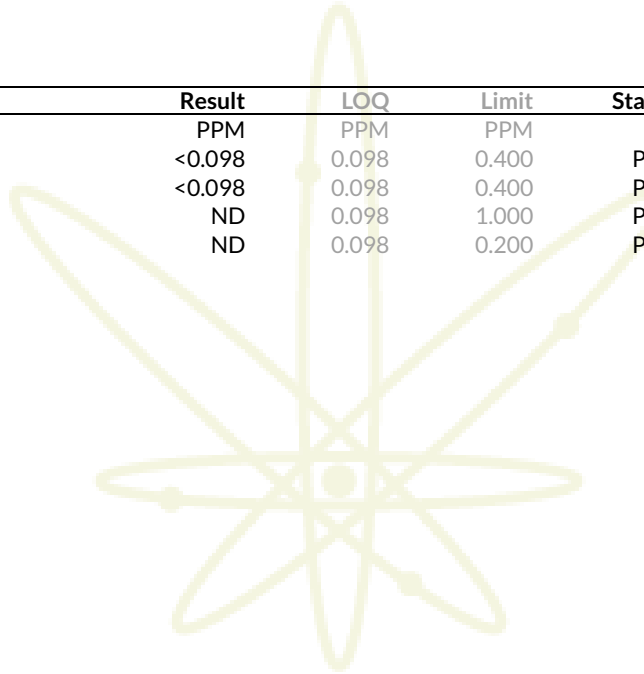 Result LOQ Limit Sta
PPM PPM PPM
<0.098 0.098 0.400 P
<0.098 0.098 0.400 P
ND 0.098 1.000 P
ND 0.098 0.200 P